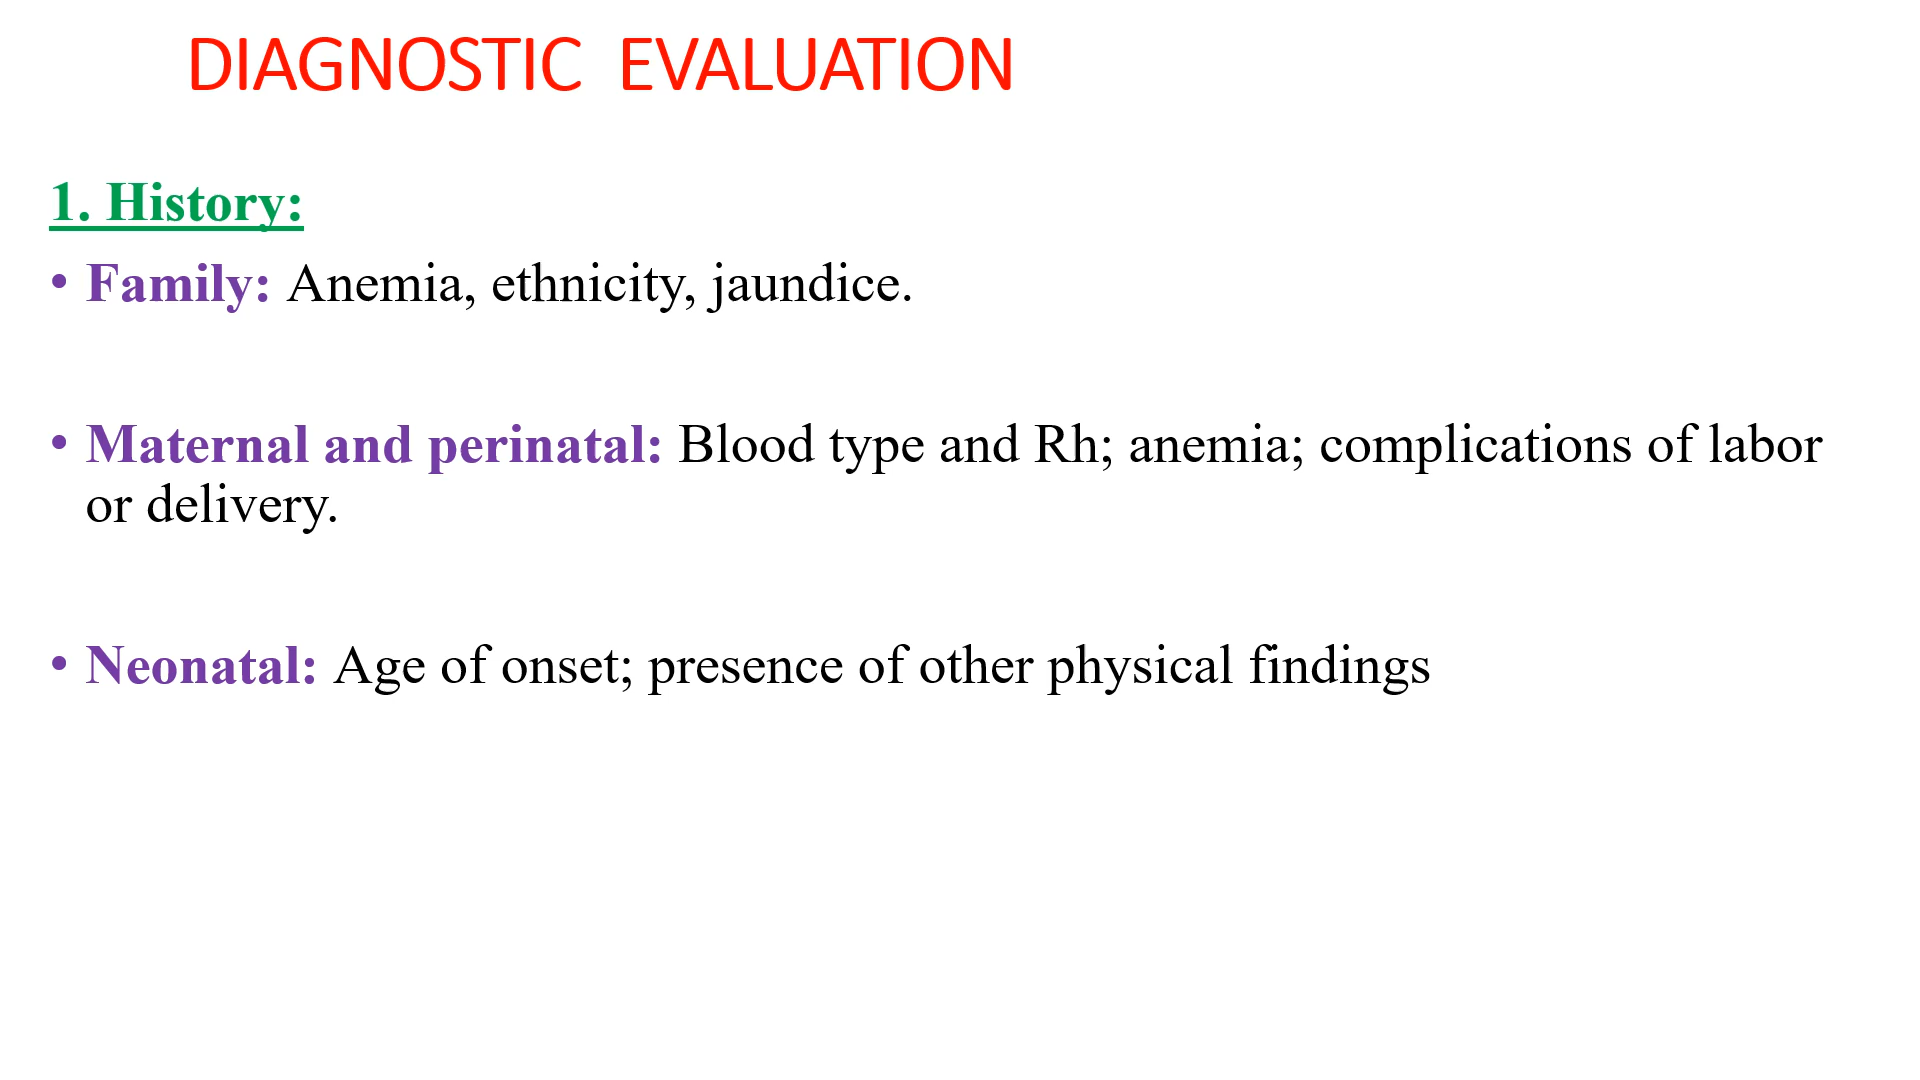 DIAGNOSTIC EVALUATION
1. History:
• Family: Anemia, ethnicity, jaundice.
• Maternal and perinatal: Blood type and Rh; anemia; complications of labor
or delivery.
• Neonatal: Age of onset; presence of other physical findings